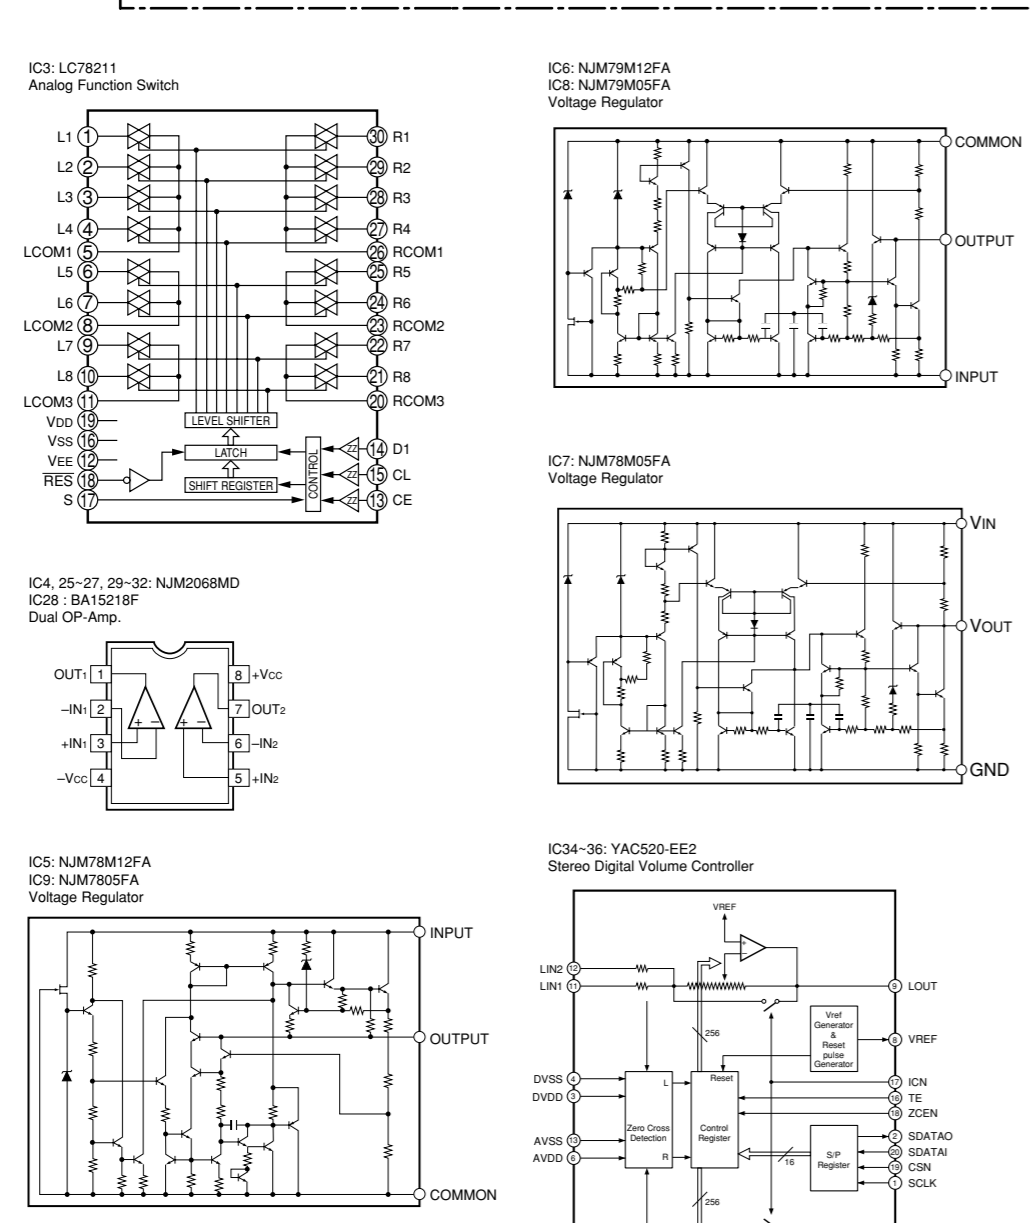 IC3: LC78211
Analog Function Switch
L1 1
30 R1
L2 2
29 R2
L3 3
28 R3
L4 4
27 R4
LCOM1 5
26 RCOM1
L5 6
25 R5
L6 7
24 R6
LCOM2 8
23 RCOM2
L7 9
22 R7
L8 10
21 R8
LCOM3 11
20 RCOM3
VDD 19
LEVEL SHIFTER
VSS 16
LATCH
14 D1
VEE 12
CONTROL
15 CL
RES 18
SHIFT REGISTER
S 17
13 CE
ZZ
ZZ
ZZ
IC6: NJM79M12FA
IC8: NJM79M05FA
Voltage Regulator
COMMON
OUTPUT
INPUT
IC7: NJM78M05FA
Voltage Regulator
VIN
VOUT
GND
IC4, 25~27, 29~32: NJM2068MD
IC28 : BA15218F
Dual OP-Amp.
OUT1 1
8 +VCC
–IN1 2
7 OUT2
+ –
+ –
+IN1 3
6 –IN2
–VCC 4
5 +IN2
IC5: NJM78M12FA
IC9: NJM7805FA
Voltage Regulator
INPUT
OUTPUT
COMMON
IC34~36: YAC520-EE2
Stereo Digital Volume Controller
VREF
+
–
LIN2 12
LIN1 11
9 LOUT
Vref
Generator
&
Reset
pulse
Generator
256
8 VREF
DVSS 4
L
Reset
17 ICN
DVDD 3
16 TE
18 ZCEN
Zero Cross
Detection
Control
Register
2 SDATAO
AVSS 13
20 SDATAI
AVDD 6
R
16
S/P
Register
19 CSN
1 SCLK
256